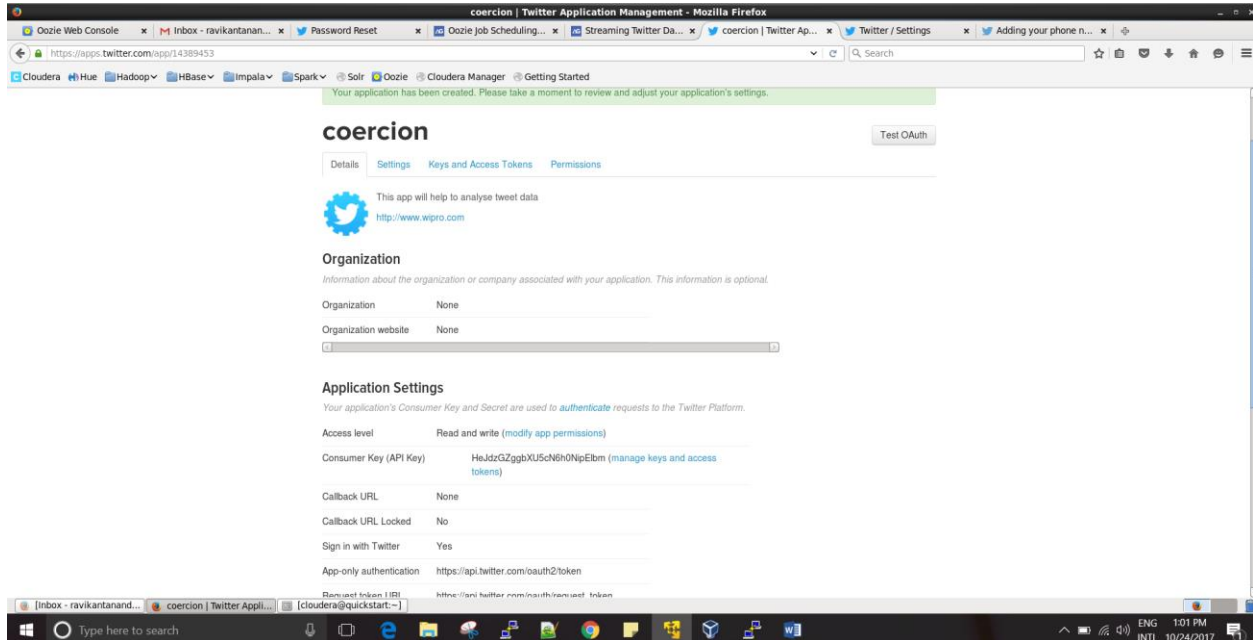 coercion | Twitter Application Management - Mozilla Firefox
Oozie Web Console
Inbox - ravikantanan...
Password Reset
Oozie Job Scheduling...
Streaming Twitter Da...
coercion | Twitter Ap...
Twitter / Settings
Adding your phone n...
https://apps.twitter.com/app/14389453
Search
Cloudera Hue Hadoop HBase Impala Spark Solr Oozie Cloudera Manager Getting Started
Your application has been created. Please take a moment to review and adjust your application's settings.
coercion
Test OAuth
Details Settings Keys and Access Tokens Permissions
This app will help to analyse tweet data
http://www.wipro.com
Organization
Information about the organization or company associated with your application. This information is optional.
Organization None
Organization website None
Application Settings
Your application's Consumer Key and Secret are used to authenticate requests to the Twitter Platform.
Access level Read and write (modify app permissions)
Consumer Key (API Key) HeJdzGZggbXU5cN6h0NipElbm (manage keys and access
tokens)
Callback URL None
Callback URL Locked No
Sign in with Twitter Yes
App-only authentication https://api.twitter.com/oauth2/token
Request token URL https://api.twitter.com/oauth/request_token
[Inbox - ravikantanand... coercion | Twitter Appli... [cloudera@quickstart:~]
Type here to search
ENG 1:01 PM
INTL 10/24/2017